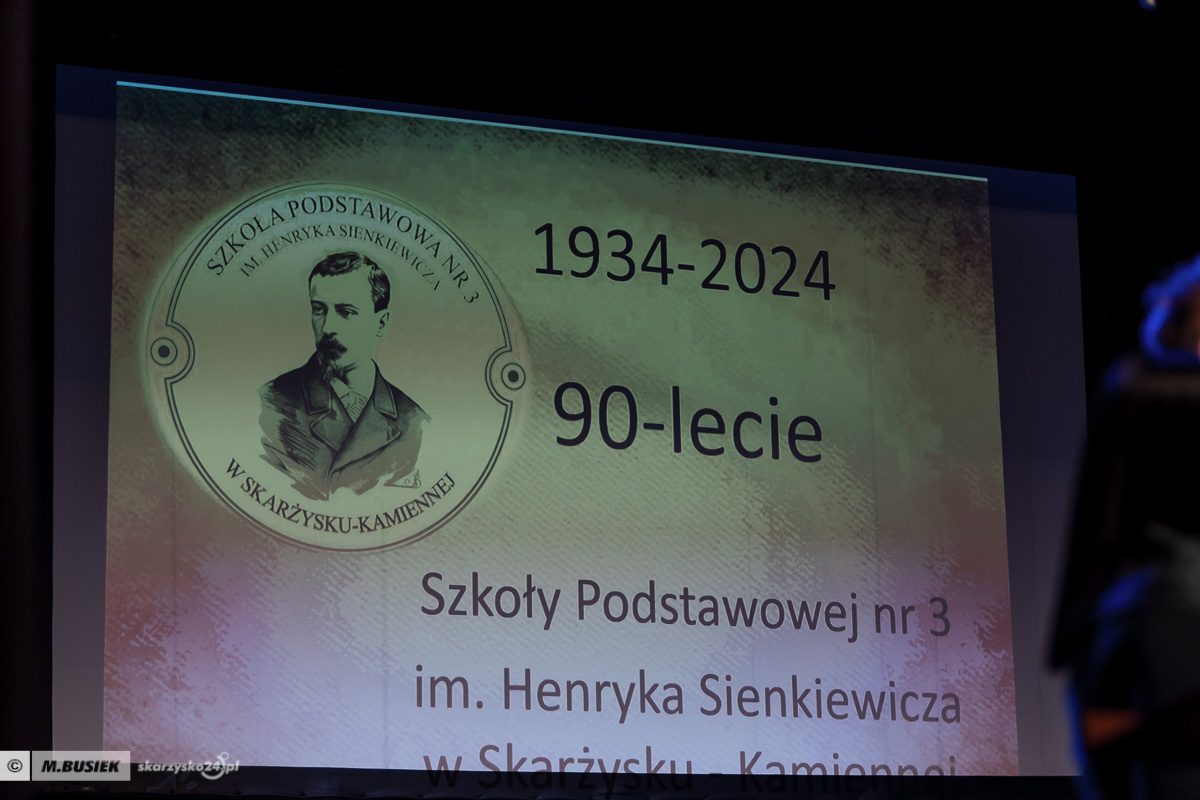 SZKOŁA PODSTAWOWA NR 3
IM. HENRYKA SIENKIEWICZA
W SKARŻYSKU-KAMIENNEJ
1934-2024
90-lecie
Szkoły Podstawowej nr 3
im. Henryka Sienkiewicza
w Skarżysku - Kamiennej
© M.BUSIEK skarzysko24.pl